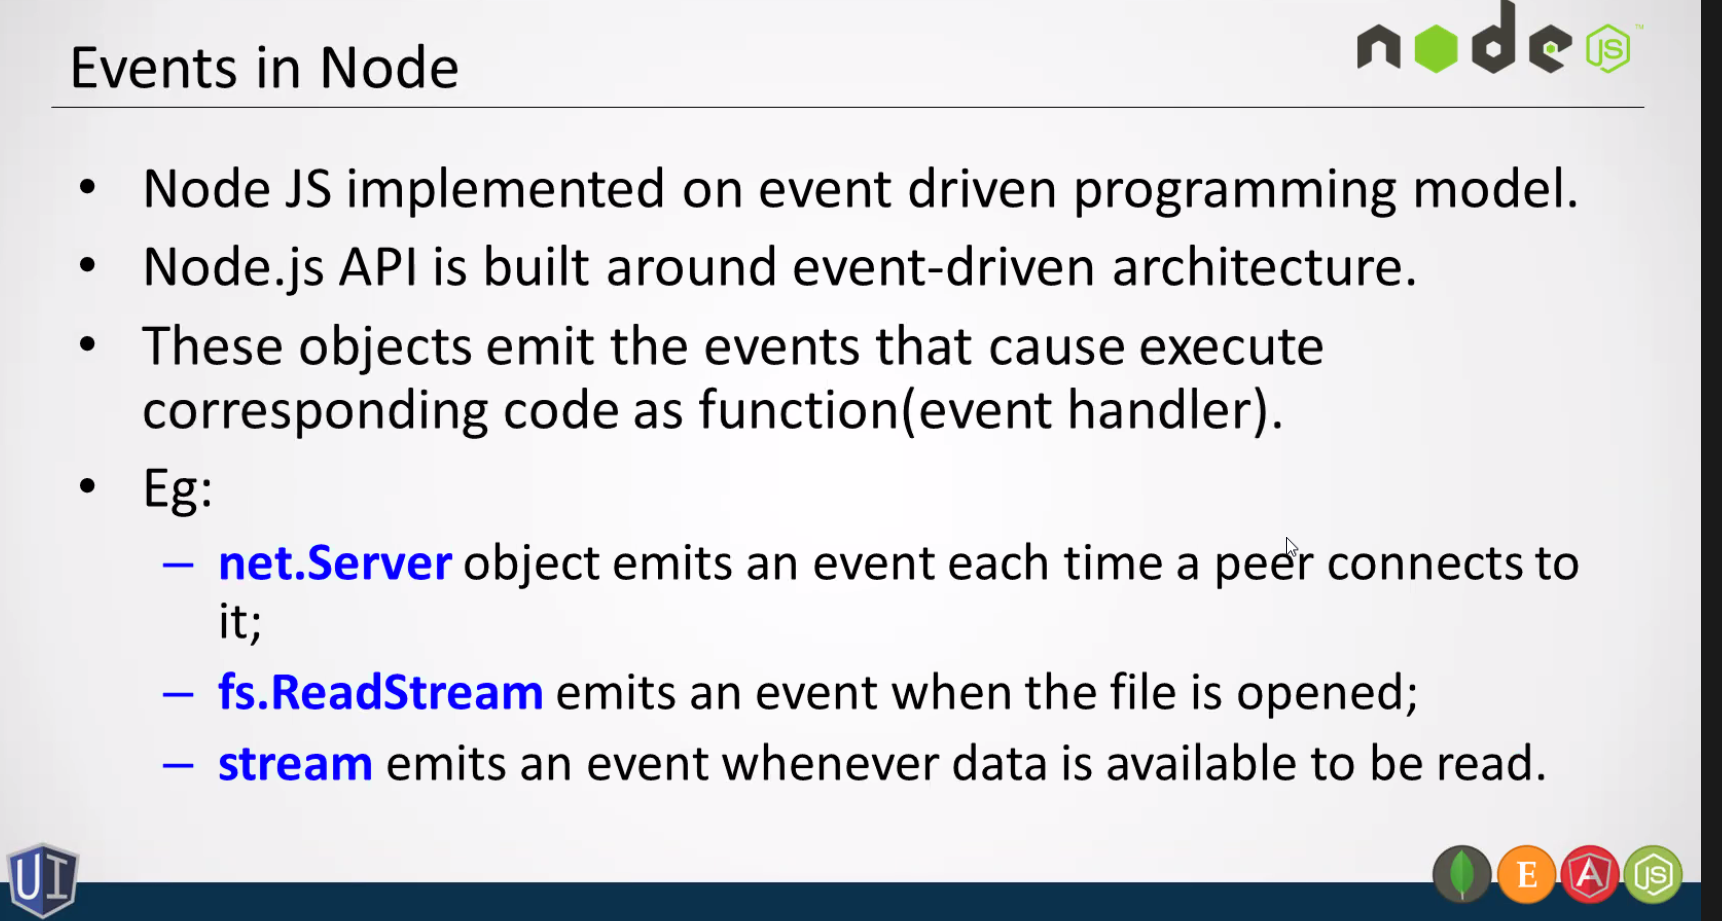 Events in Node
node JS ™
• Node JS implemented on event driven programming model.
• Node.js API is built around event-driven architecture.
• These objects emit the events that cause execute
corresponding code as function(event handler).
• Eg:
– net.Server object emits an event each time a peer connects to
it;
– fs.ReadStream emits an event when the file is opened;
– stream emits an event whenever data is available to be read.
UI
E A JS